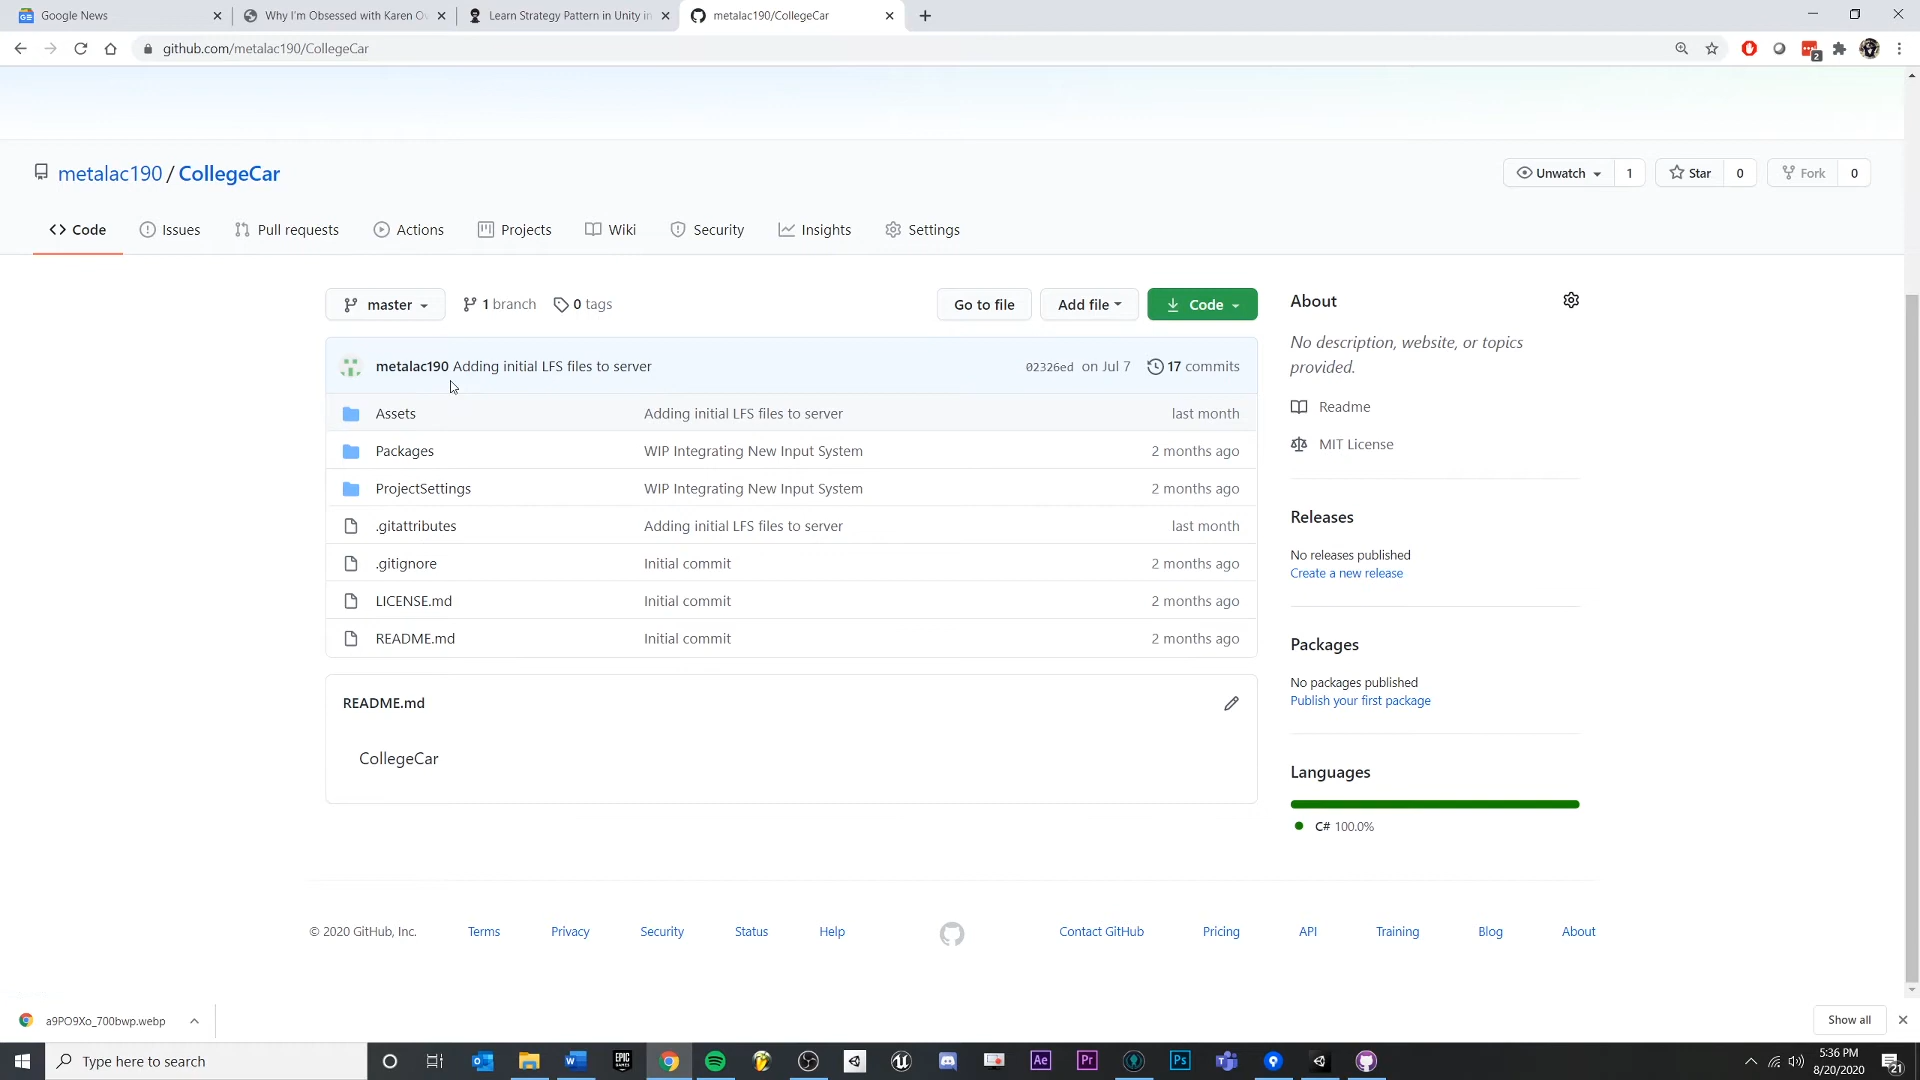 Google News
Why I'm Obsessed with Karen O
Learn Strategy Pattern in Unity in
metalac190/CollegeCar
github.com/metalac190/CollegeCar
2
metalac190 / CollegeCar
Unwatch 1
Star 0
Fork 0
Code
Issues
Pull requests
Actions
Projects
Wiki
Security
Insights
Settings
master
1 branch
0 tags
Go to file
Add file
Code
metalac190 Adding initial LFS files to server 02326ed on Jul 7 17 commits
Assets Adding initial LFS files to server last month
Packages WIP Integrating New Input System 2 months ago
ProjectSettings WIP Integrating New Input System 2 months ago
.gitattributes Adding initial LFS files to server last month
.gitignore Initial commit 2 months ago
LICENSE.md Initial commit 2 months ago
README.md Initial commit 2 months ago
README.md
CollegeCar
About
No description, website, or topics
provided.
Readme
MIT License
Releases
No releases published
Create a new release
Packages
No packages published
Publish your first package
Languages
C# 100.0%
© 2020 GitHub, Inc. Terms Privacy Security Status Help Contact GitHub Pricing API Training Blog About
a9PO9Xo_700bwp.webp
Show all
Type here to search
EPIC GAMES
Ae
Pr
Ps
5:36 PM
8/20/2020
21